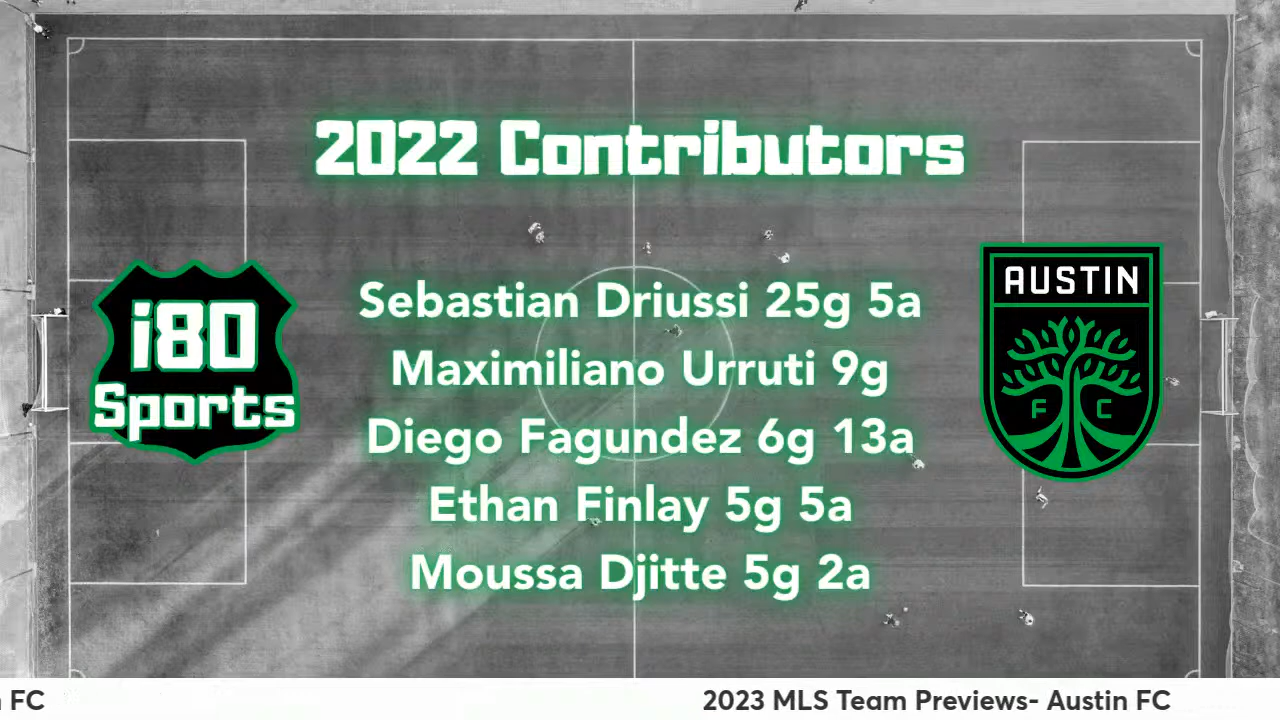 2022 Contributors
i80
Sports
Sebastian Driussi 25g 5a
Maximiliano Urruti 9g
Diego Fagundez 6g 13a
Ethan Finlay 5g 5a
Moussa Djitte 5g 2a
AUSTIN
F C
FC
2023 MLS Team Previews- Austin FC